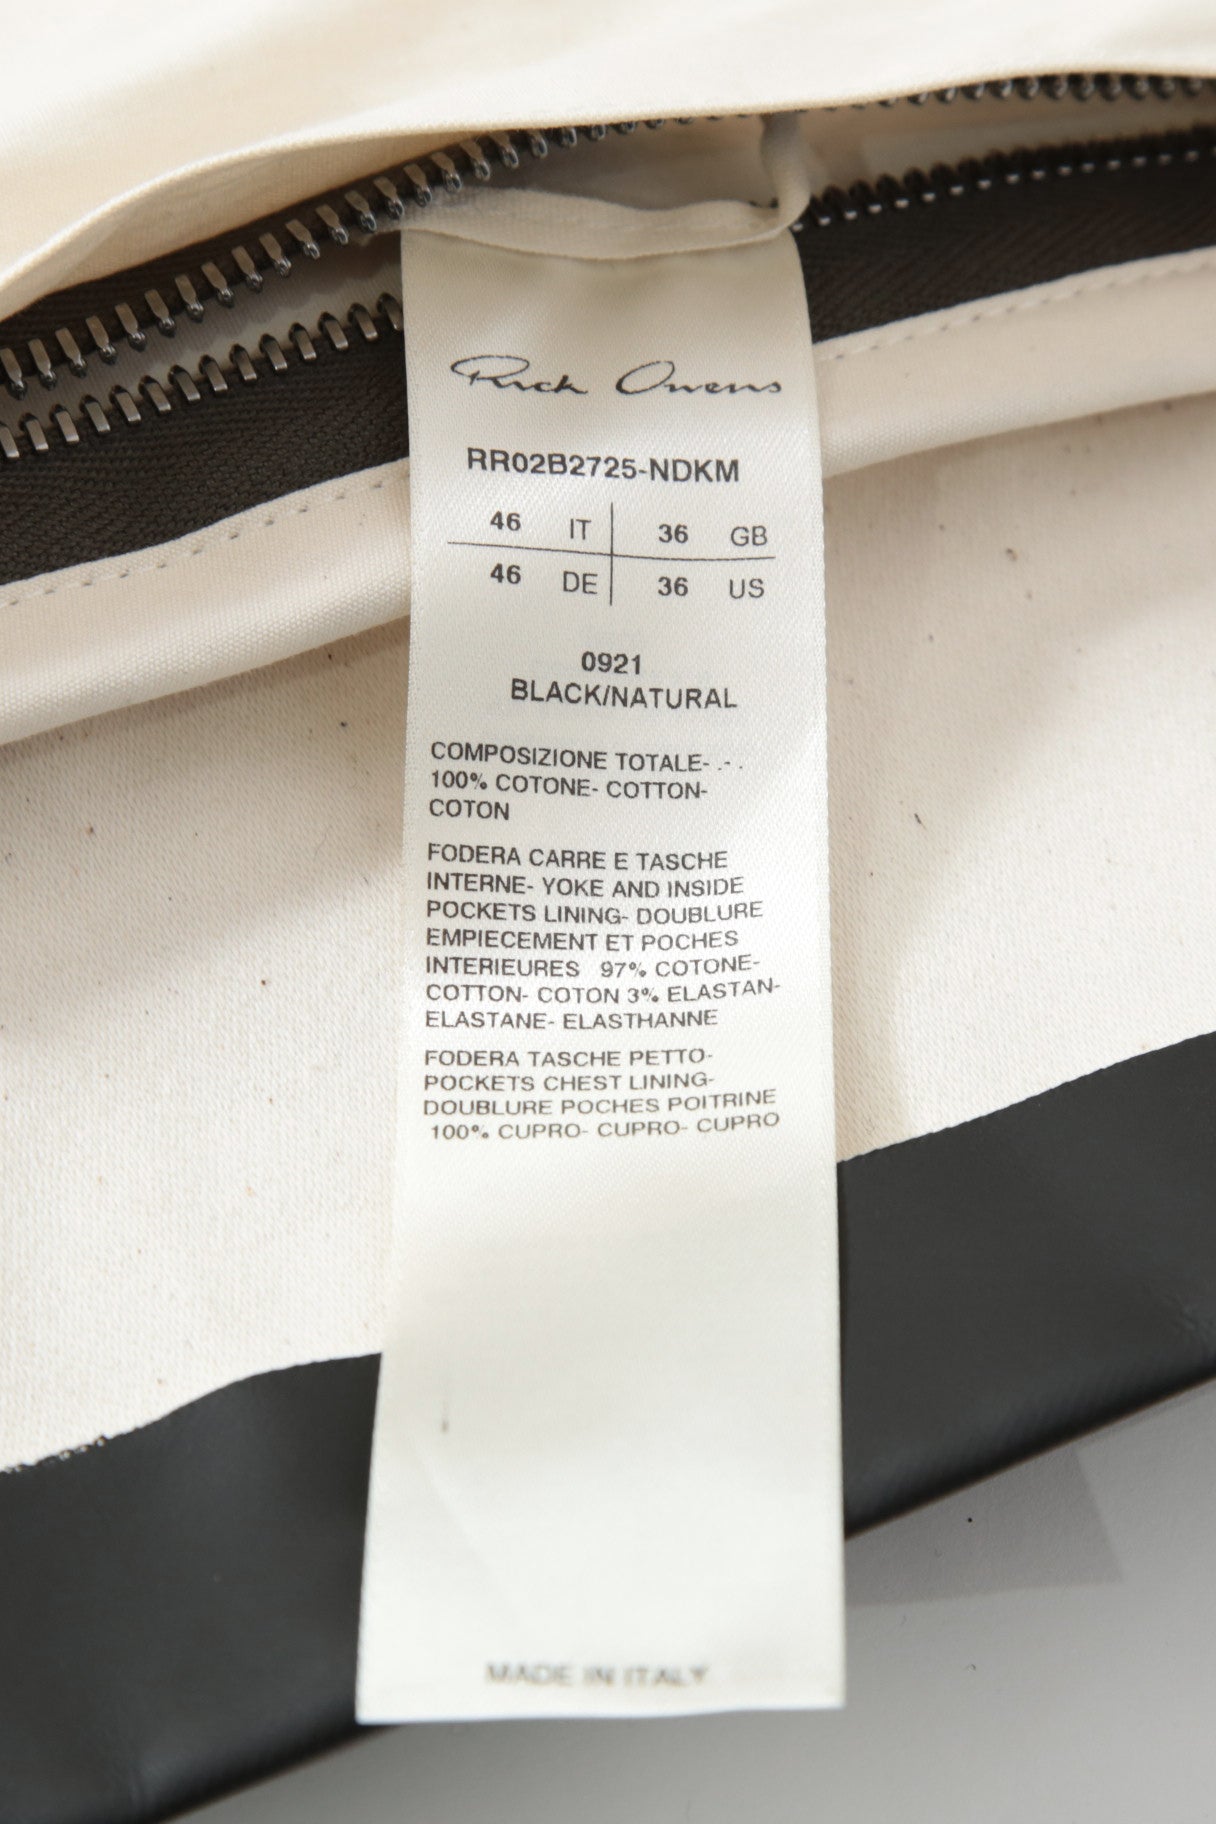 Rick Owens
RR02B2725-NDKM
46 IT 36 GB
46 DE 36 US
0921
BLACK/NATURAL
COMPOSIZIONE TOTALE- .-.
100% COTONE- COTTON-
COTON
FODERA CARRE E TASCHE
INTERNE- YOKE AND INSIDE
POCKETS LINING- DOUBLURE
EMPIECEMENT ET POCHES
INTERIEURES 97% COTONE-
COTTON- COTON 3% ELASTAN-
ELASTANE- ELASTHANNE
FODERA TASCHE PETTO-
POCKETS CHEST LINING-
DOUBLURE POCHES POITRINE
100% CUPRO- CUPRO- CUPRO
MADE IN ITALY